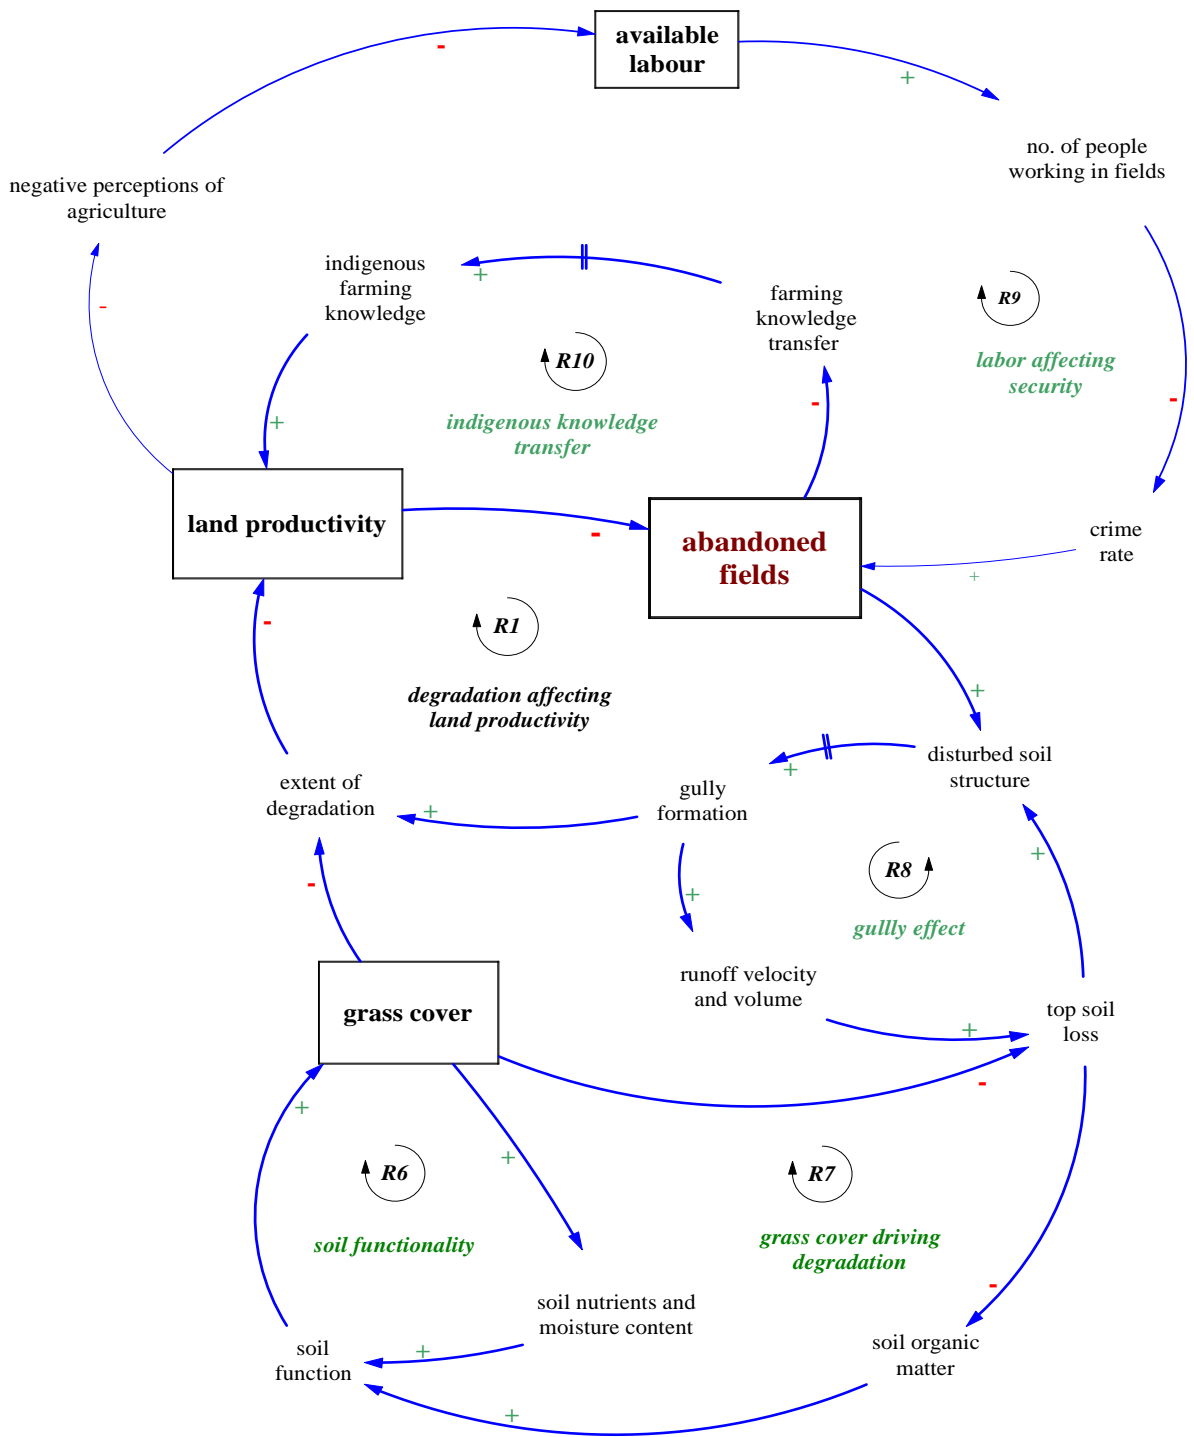 available
labour
-
+
no. of people
working in fields
negative perceptions of
agriculture
indigenous
farming
knowledge
+
farming
knowledge
transfer
R9
labor affecting
security
-
R10
indigenous knowledge
transfer
+
-
-
land productivity
-
abandoned
fields
crime
rate
+
-
R1
degradation affecting
land productivity
+
disturbed soil
structure
+
extent of
degradation
+
gully
formation
+
-
+
R8
gullly effect
runoff velocity
and volume
+
top soil
loss
grass cover
-
+
+
R6
soil functionality
R7
grass cover driving
degradation
-
soil nutrients and
moisture content
+
soil
function
soil organic
matter
+